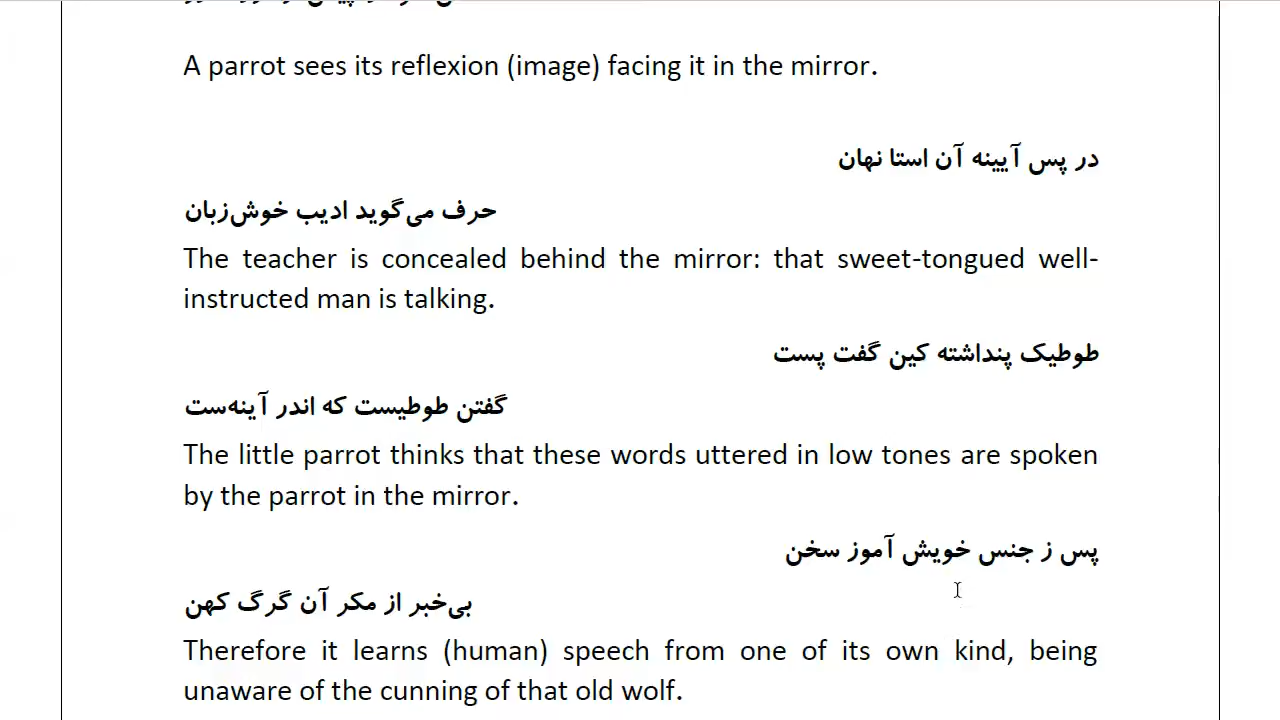 A parrot sees its reflexion (image) facing it in the mirror.
در پس آیینه آن استا نهان
حرف می‌گوید ادیب خوش‌زبان
The teacher is concealed behind the mirror: that sweet-tongued well-
instructed man is talking.
طوطیک پنداشته کین گفت پست
گفتن طوطیست که اندر آینه‌ست
The little parrot thinks that these words uttered in low tones are spoken
by the parrot in the mirror.
پس ز جنس خویش آموز سخن
بی‌خبر از مکر آن گرگ کهن
Therefore it learns (human) speech from one of its own kind, being
unaware of the cunning of that old wolf.